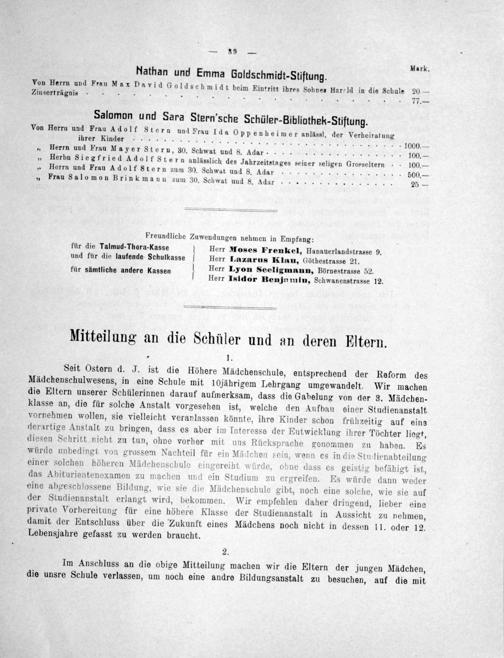 — 89 —
Nathan und Emma Goldschmidt-Stiftung.
Mark.
Von Herrn und Frau Max David Goldschmidt beim Eintritt ihres Sohnes Harold in die Schule 20 —
Zinserträgnis . . . . . . . . . . . . . . . . . . . 77.—
Salomon und Sara Stern'sche Schüler-Bibliothek-Stiftung.
Von Herrn und Frau Adolf Stern und Frau Ida Oppenheimer anlässl. der Verheiratung
ihrer Kinder . . . . . . . . . . . . . . . . . 1000.—
„ Herrn und Frau Mayer Stern, 30. Schwat und 8. Adar . . . . . . . . 100,—
„ Herbu Siegfried Adolf Stern anlässlich des Jahrzeitstages seiner seligen Grosseltern . . 100.—
„ Herrn und Frau Adolf Stern zum 30. Schwat und 8. Adar . . . . . . . . 500,—
„ Frau Salomon Brinkmann zum 30. Schwat und 8. Adar . . . . . . . . 25 —
Freundliche Zuwendungen nehmen in Empfang:
für die Talmud-Thora-Kasse
und für die laufende Schulkasse
für sämtliche andere Kassen
Herr Moses Frenkel, Hanauerlandstrasse 9.
Herr Lazarus Klau, Göthestrasse 21.
Herr Lyon Seeligmann, Börnestrasse 52.
Herr Isidor Benjamin, Schwanenstrasse 12.
Mitteilung an die Schüler und an deren Eltern.
1.
Seit Ostern d. J. ist die Höhere Mädchenschule, entsprechend der Reform des
Mädchenschulwesens, in eine Schule mit 10jährigem Lehrgang umgewandelt. Wir machen
die Eltern unserer Schülerinnen darauf aufmerksam, dass die Gabelung von der 3. Mädchen-
klasse an, die für solche Anstalt vorgesehen ist, welche den Aufbau einer Studienanstalt
vornehmen wollen, sie vielleicht veranlassen könnte, ihre Kinder schon frühzeitig auf eine
derartige Anstalt zu bringen, dass es aber im Interesse der Entwicklung ihrer Töchter liegt,
diesen Schritt nicht zu tun, ohne vorher mit uns Rücksprache genommen zu haben. Es
würde unbedingt von grossem Nachteil für ein Mädchen sein, wenn es in die Studienabteilung
einer solchen höheren Mädchenschule eingereiht würde, ohne dass es geistig befähigt ist,
das Abiturientenexamen zu machen und ein Studium zu ergreifen. Es würde dann weder
eine abgeschlossene Bildung, wie sie die Mädchenschule gibt, noch eine solche, wie sie auf
der Studienanstalt erlangt wird, bekommen. Wir empfehlen daher dringend, lieber eine
private Vorbereitung für eine höhere Klasse der Studienanstalt in Aussicht zu nehmen,
damit der Entschluss über die Zukunft eines Mädchens noch nicht in dessen 11. oder 12.
Lebensjahre gefasst zu werden braucht.
2.
Im Anschluss an die obige Mitteilung machen wir die Eltern der jungen Mädchen,
die unsre Schule verlassen, um noch eine andre Bildungsanstalt zu besuchen, auf die mit